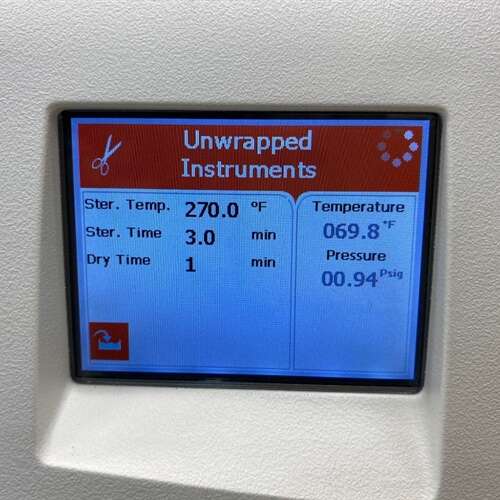 Unwrapped
Instruments
Ster. Temp. 270.0 ºF
Ster. Time 3.0 min
Dry Time 1 min
Temperature
069.8 °F
Pressure
00.94 Psig